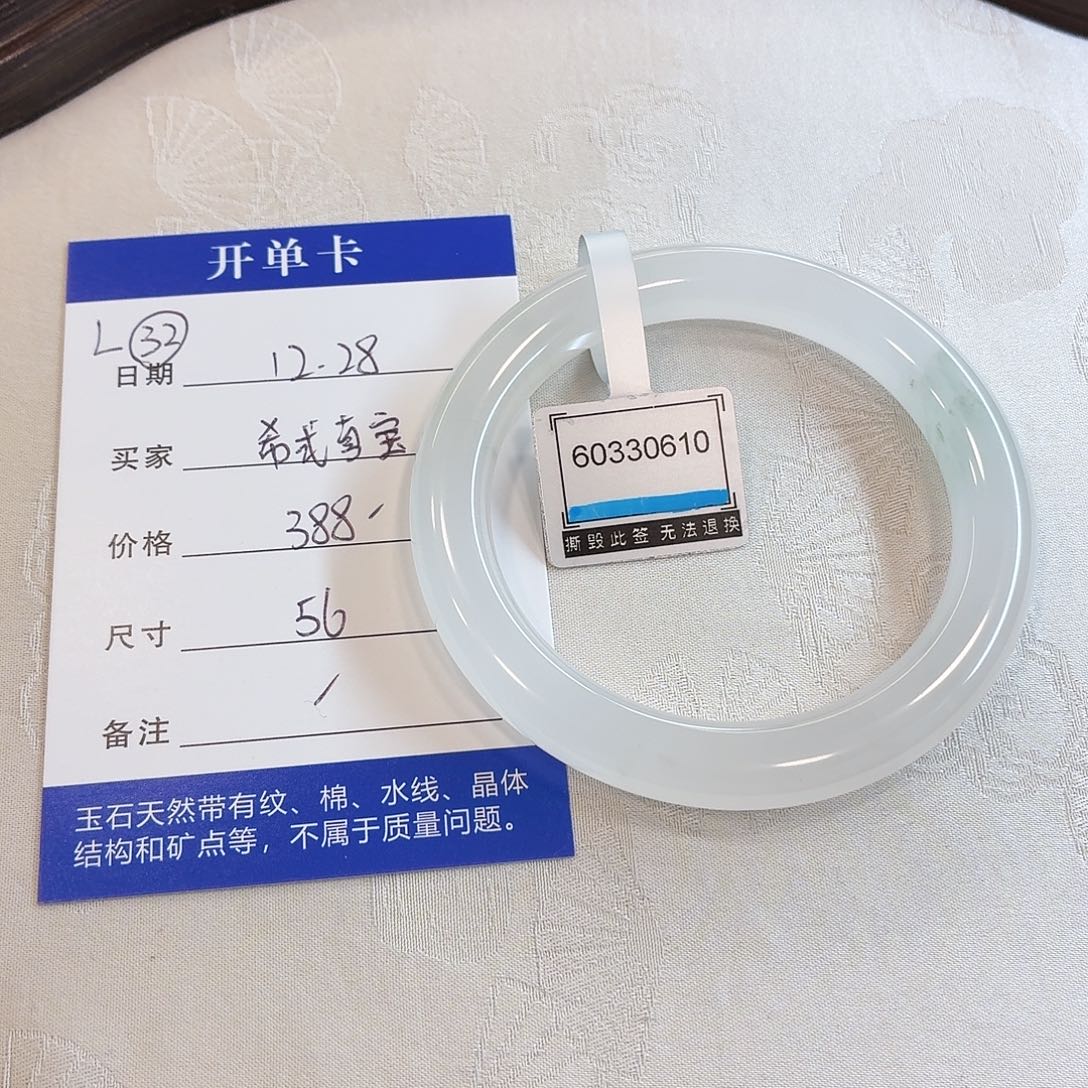 开单卡
L 32
日期 12-28
买家
价格 388
尺寸 56
备注 /
玉石天然带有纹、棉、水线、晶体
结构和矿点等，不属于质量问题。
60330610
撕毁此签 无法退换